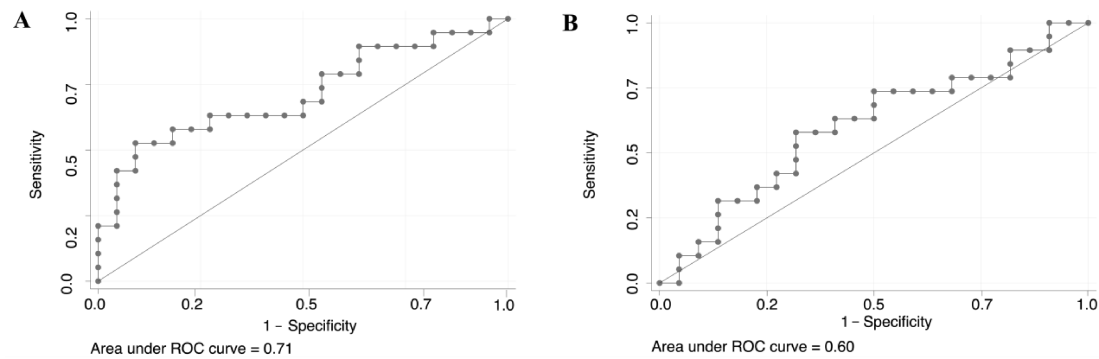 A
Sensitivity
1.0
0.7
0.5
0.2
0.0
0.0 0.2 0.5 0.7 1.0
1 − Specificity
Area under ROC curve = 0.71
B
Sensitivity
1.0
0.7
0.5
0.2
0.0
0.0 0.2 0.5 0.7 1.0
1 − Specificity
Area under ROC curve = 0.60